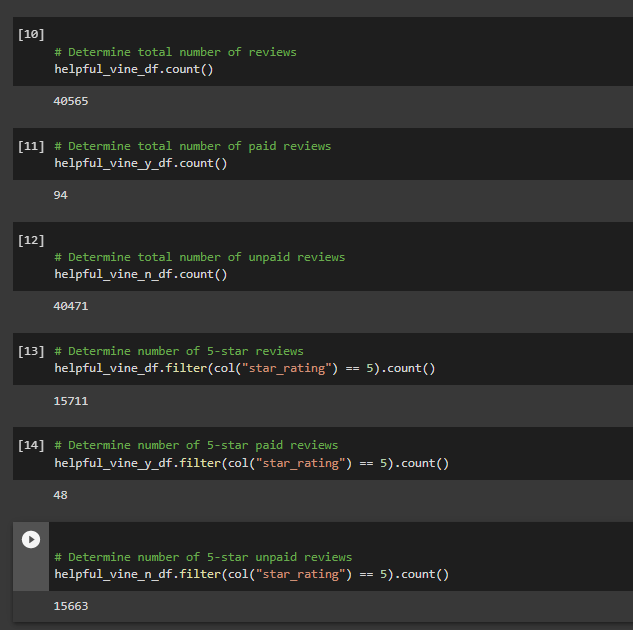 [10]
# Determine total number of reviews
helpful_vine_df.count()
40565
[11] # Determine total number of paid reviews
helpful_vine_y_df.count()
94
[12]
# Determine total number of unpaid reviews
helpful_vine_n_df.count()
40471
[13] # Determine number of 5-star reviews
helpful_vine_df.filter(col("star_rating") == 5).count()
15711
[14] # Determine number of 5-star paid reviews
helpful_vine_y_df.filter(col("star_rating") == 5).count()
48
# Determine number of 5-star unpaid reviews
helpful_vine_n_df.filter(col("star_rating") == 5).count()
15663